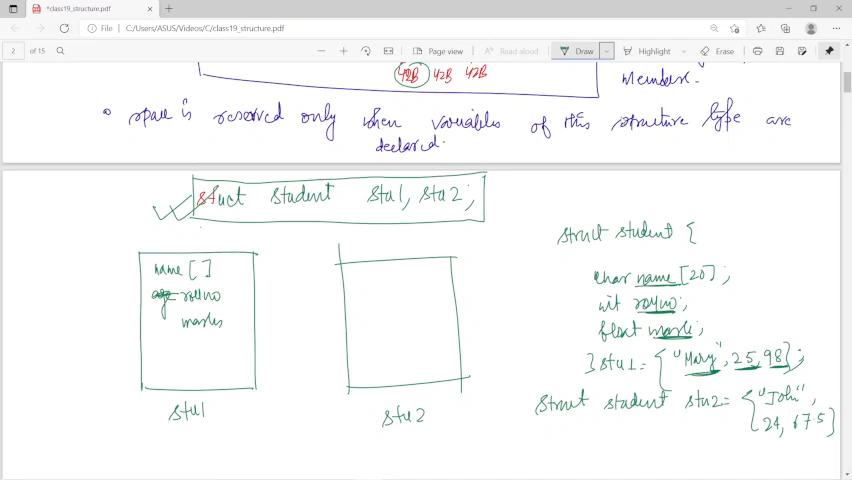 *class19_structure.pdf
File
C:/Users/ASUS/Videos/C/class19_structure.pdf
2 of 15
Page view
Read aloud
Draw
Highlight
Erase
42B 42B 42B
members.
space is reserved only when variables of this structure type are
declared.
stuct student stu1, stu2;
name [ ]
age rollno
marks
stu1
stu2
struct student {
char name [20];
int rollno;
float marks;
} stu1 = { "Mary", 25, 98};
struct student stu2 = { "John",
24, 67.5}